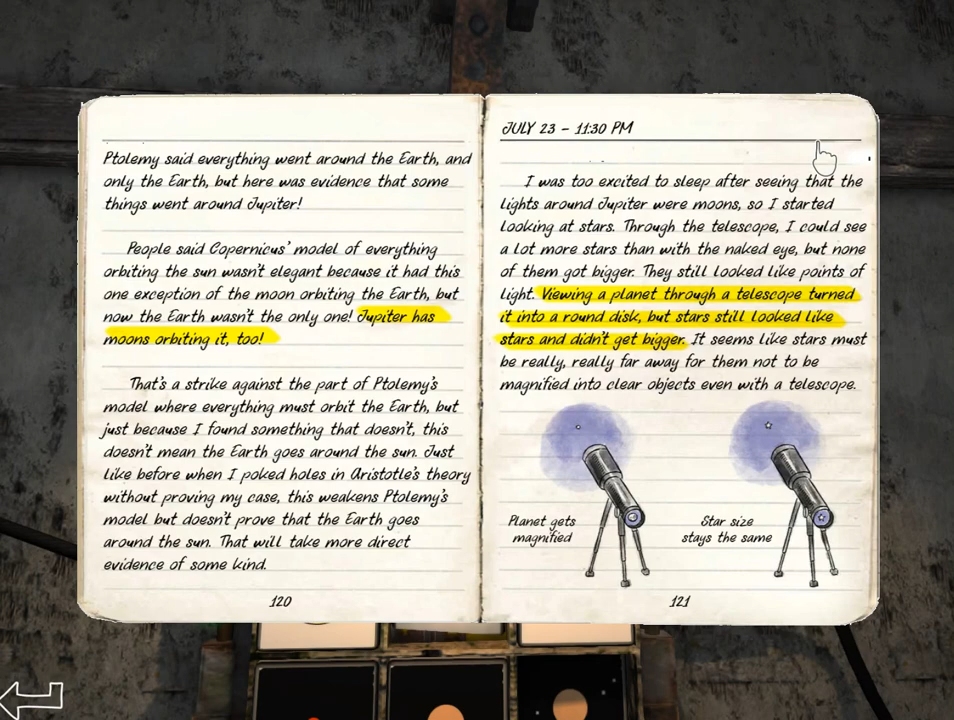 Ptolemy said everything went around the Earth, and
only the Earth, but here was evidence that some
things went around Jupiter!
People said Copernicus' model of everything
orbiting the sun wasn't elegant because it had this
one exception of the moon orbiting the Earth, but
now the Earth wasn't the only one! Jupiter has
moons orbiting it, too!
That's a strike against the part of Ptolemy's
model where everything must orbit the Earth, but
just because I found something that doesn't, this
doesn't mean the Earth goes around the sun. Just
like before when I poked holes in Aristotle's theory
without proving my case, this weakens Ptolemy's
model but doesn't prove that the Earth goes
around the sun. That will take more direct
evidence of some kind.
120
JULY 23 - 11:30 PM
I was too excited to sleep after seeing that the
lights around Jupiter were moons, so I started
looking at stars. Through the telescope, I could see
a lot more stars than with the naked eye, but none
of them got bigger. They still looked like points of
light. Viewing a planet through a telescope turned
it into a round disk, but stars still looked like
stars and didn't get bigger. It seems like stars must
be really, really far away for them not to be
magnified into clear objects even with a telescope.
Planet gets
magnified
Star size
stays the same
121